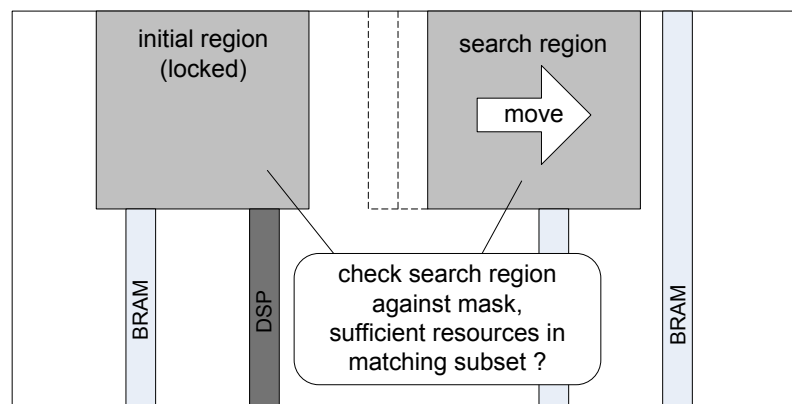 initial region
(locked)
search region
move
BRAM
DSP
check search region
against mask,
sufficient resources in
matching subset ?
BRAM